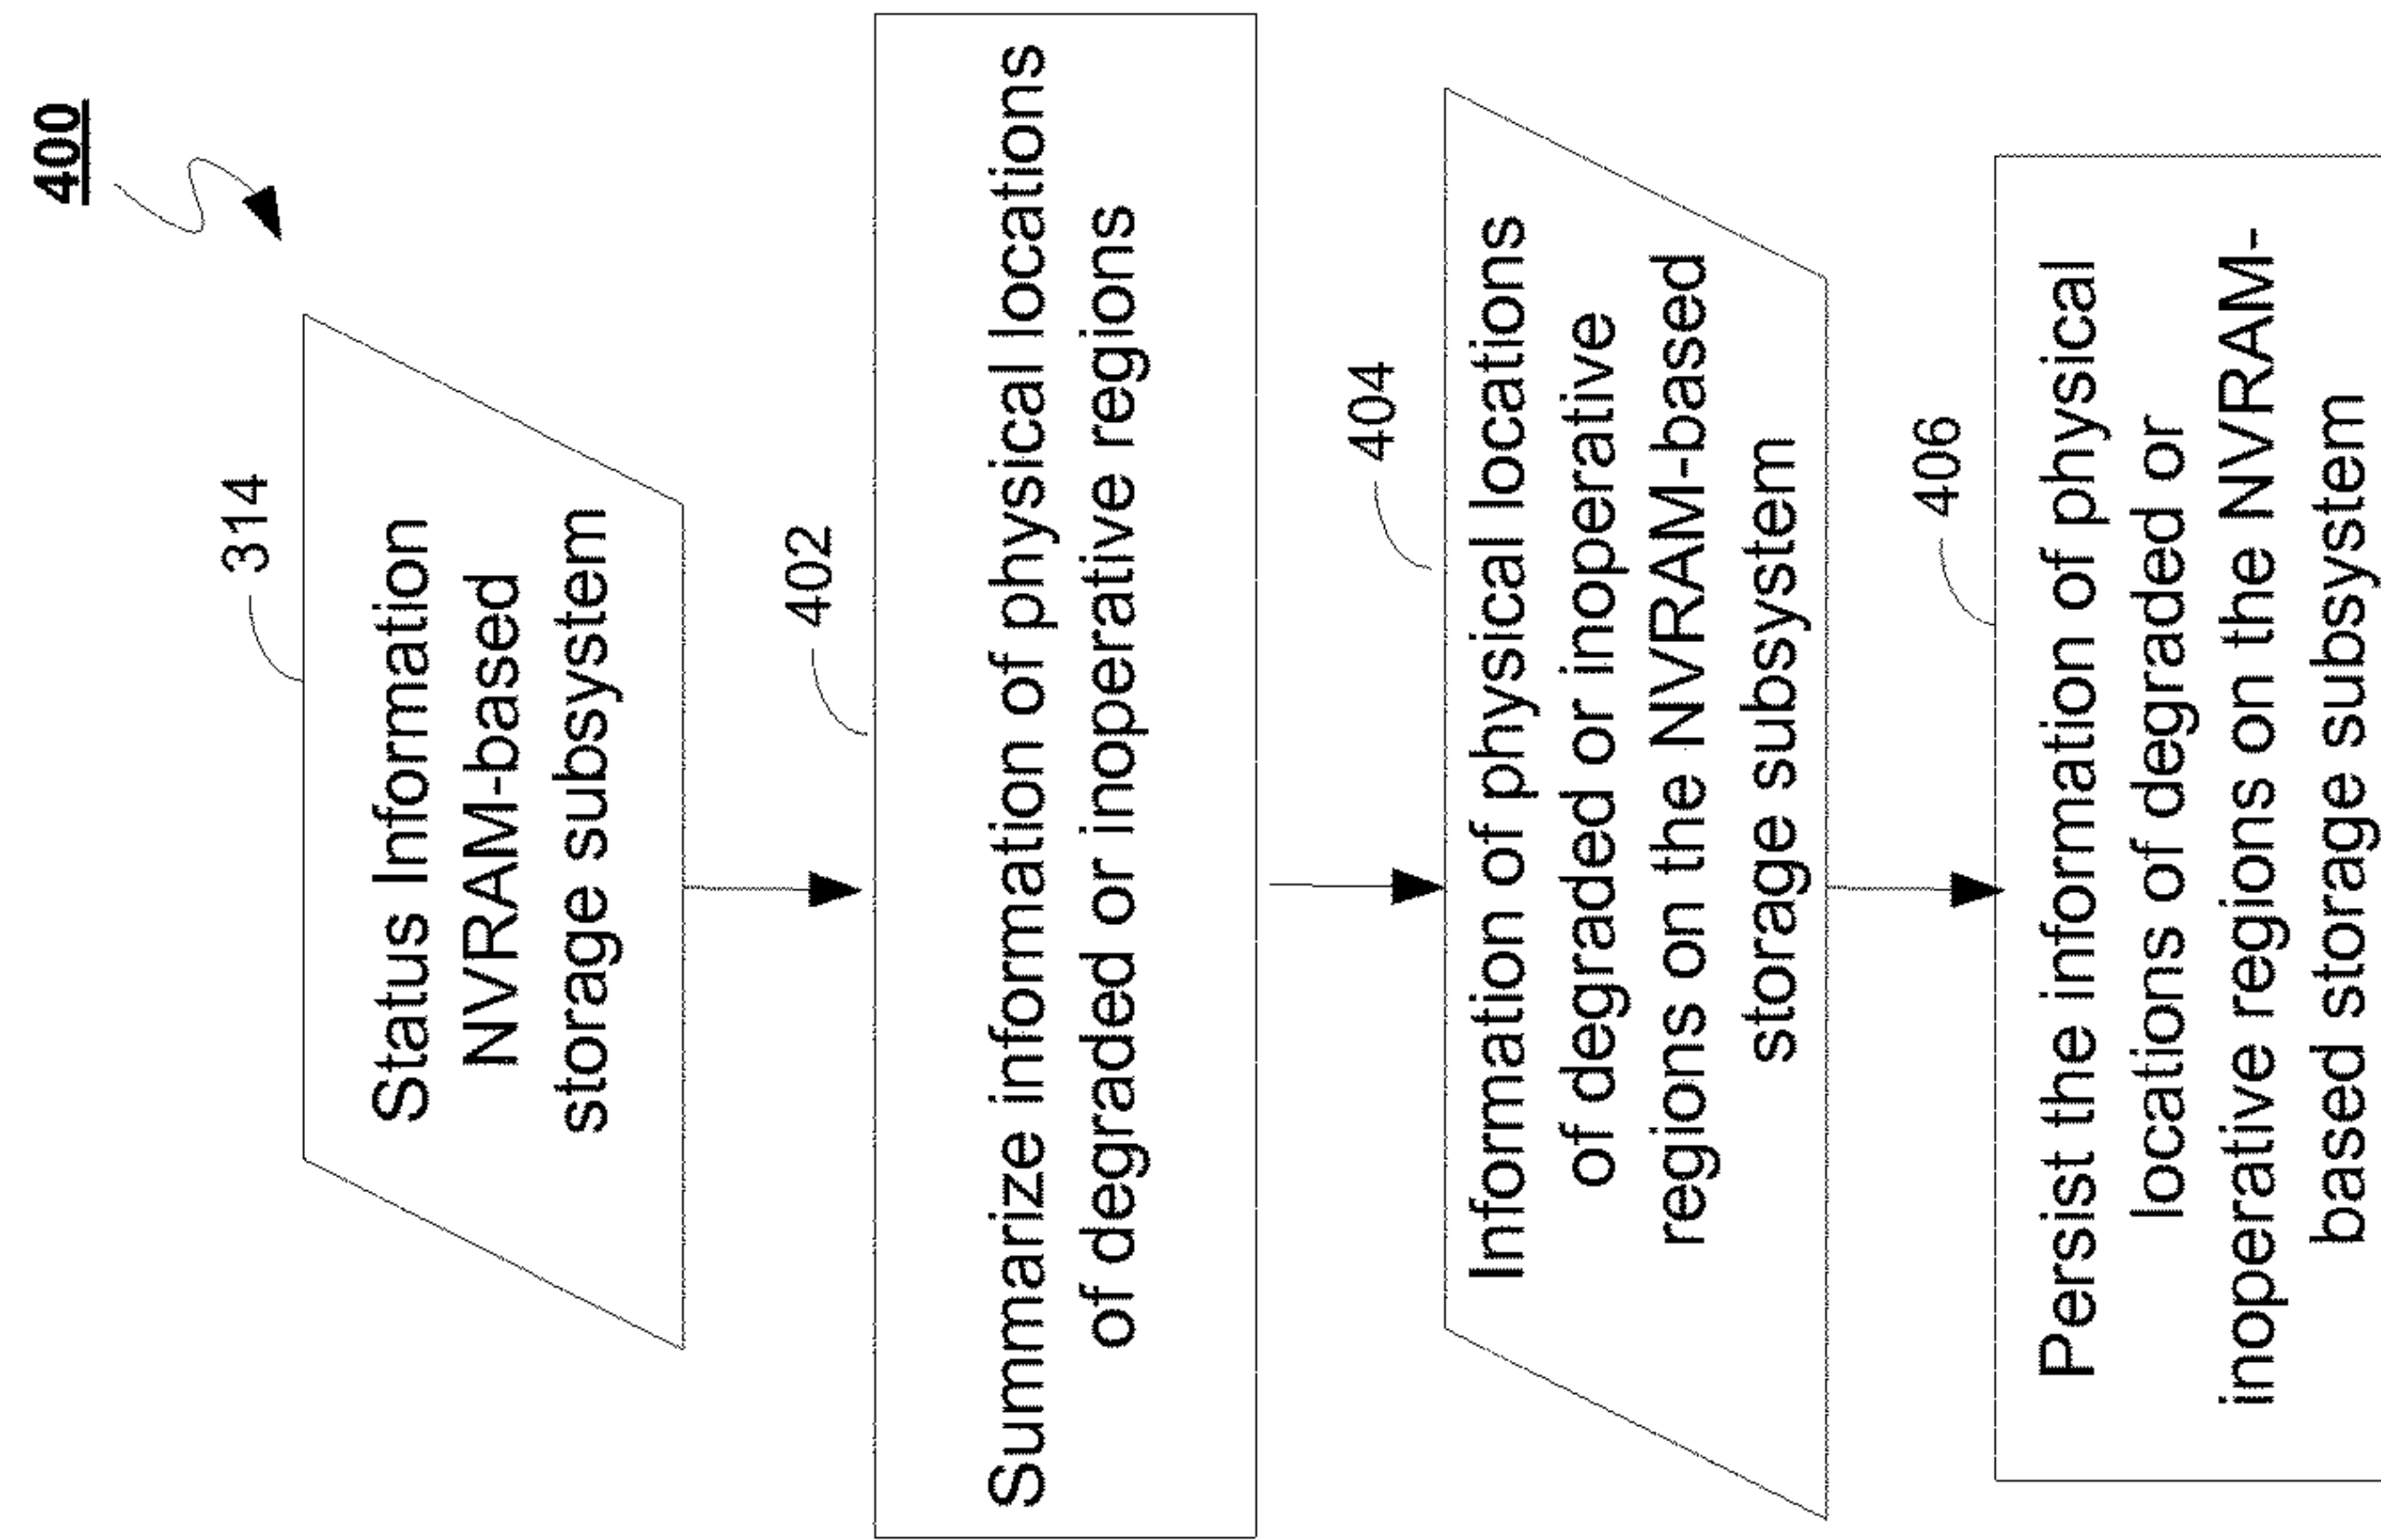 400
314
Status Information
NVRAM-based
storage subsystem
402
Summarize information of physical locations
of degraded or inoperative regions
404
Information of physical locations
of degraded or inoperative
regions on the NVRAM-based
storage subsystem
406
Persist the information of physical
locations of degraded or
inoperative regions on the NVRAM-
based storage subsystem